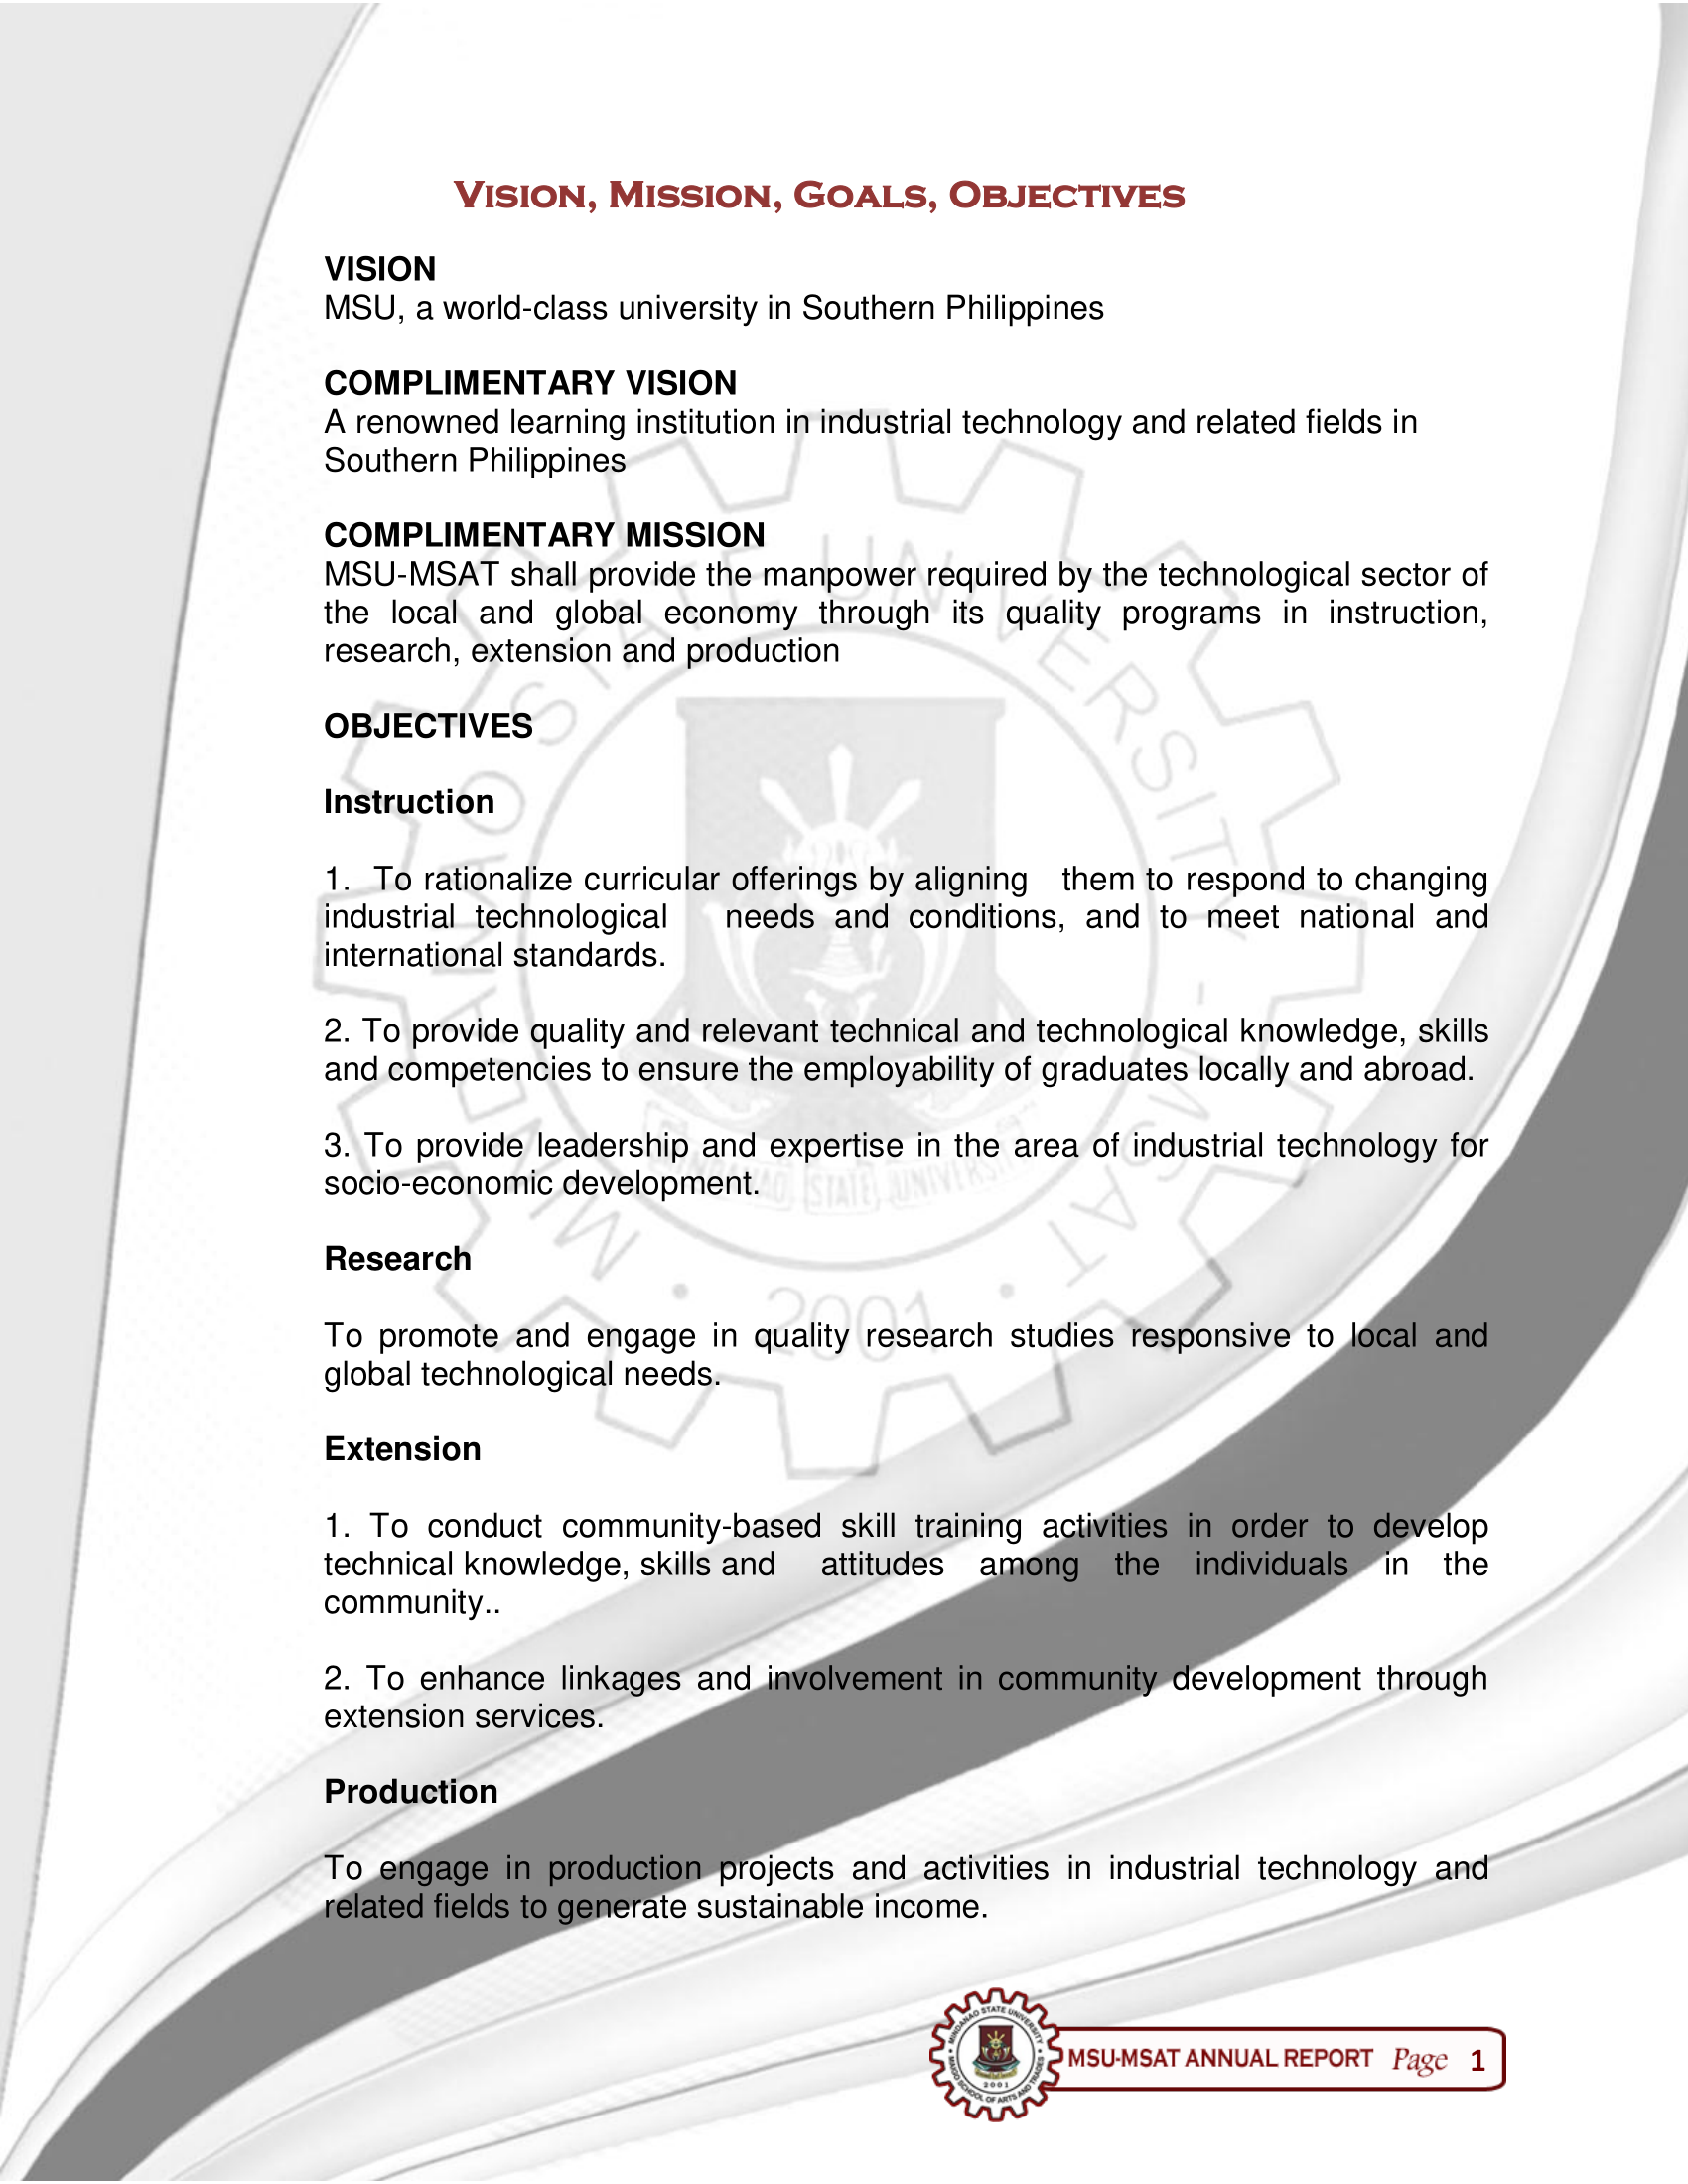 VISION, MISSION, GOALS, OBJECTIVES
VISION
MSU, a world-class university in Southern Philippines
COMPLIMENTARY VISION
A renowned learning institution in industrial technology and related fields in
Southern Philippines
COMPLIMENTARY MISSION
MSU-MSAT shall provide the manpower required by the technological sector of
the local and global economy through its quality programs in instruction,
research, extension and production
OBJECTIVES
Instruction
1. To rationalize curricular offerings by aligning them to respond to changing
industrial technological needs and conditions, and to meet national and
international standards.
2. To provide quality and relevant technical and technological knowledge, skills
and competencies to ensure the employability of graduates locally and abroad.
3. To provide leadership and expertise in the area of industrial technology for
socio-economic development.
Research
To promote and engage in quality research studies responsive to local and
global technological needs.
Extension
1. To conduct community-based skill training activities in order to develop
technical knowledge, skills and attitudes among the individuals in the
community..
2. To enhance linkages and involvement in community development through
extension services.
Production
To engage in production projects and activities in industrial technology and
related fields to generate sustainable income.
MINDANAO STATE UNIVERSITY - MSAT
2001
MINDANAO STATE UNIVERSITY
MINDANAO STATE UNIVERSITY
MAIGO SCHOOL OF ARTS AND TRADES
2001
MSU-MSAT ANNUAL REPORT Page 1